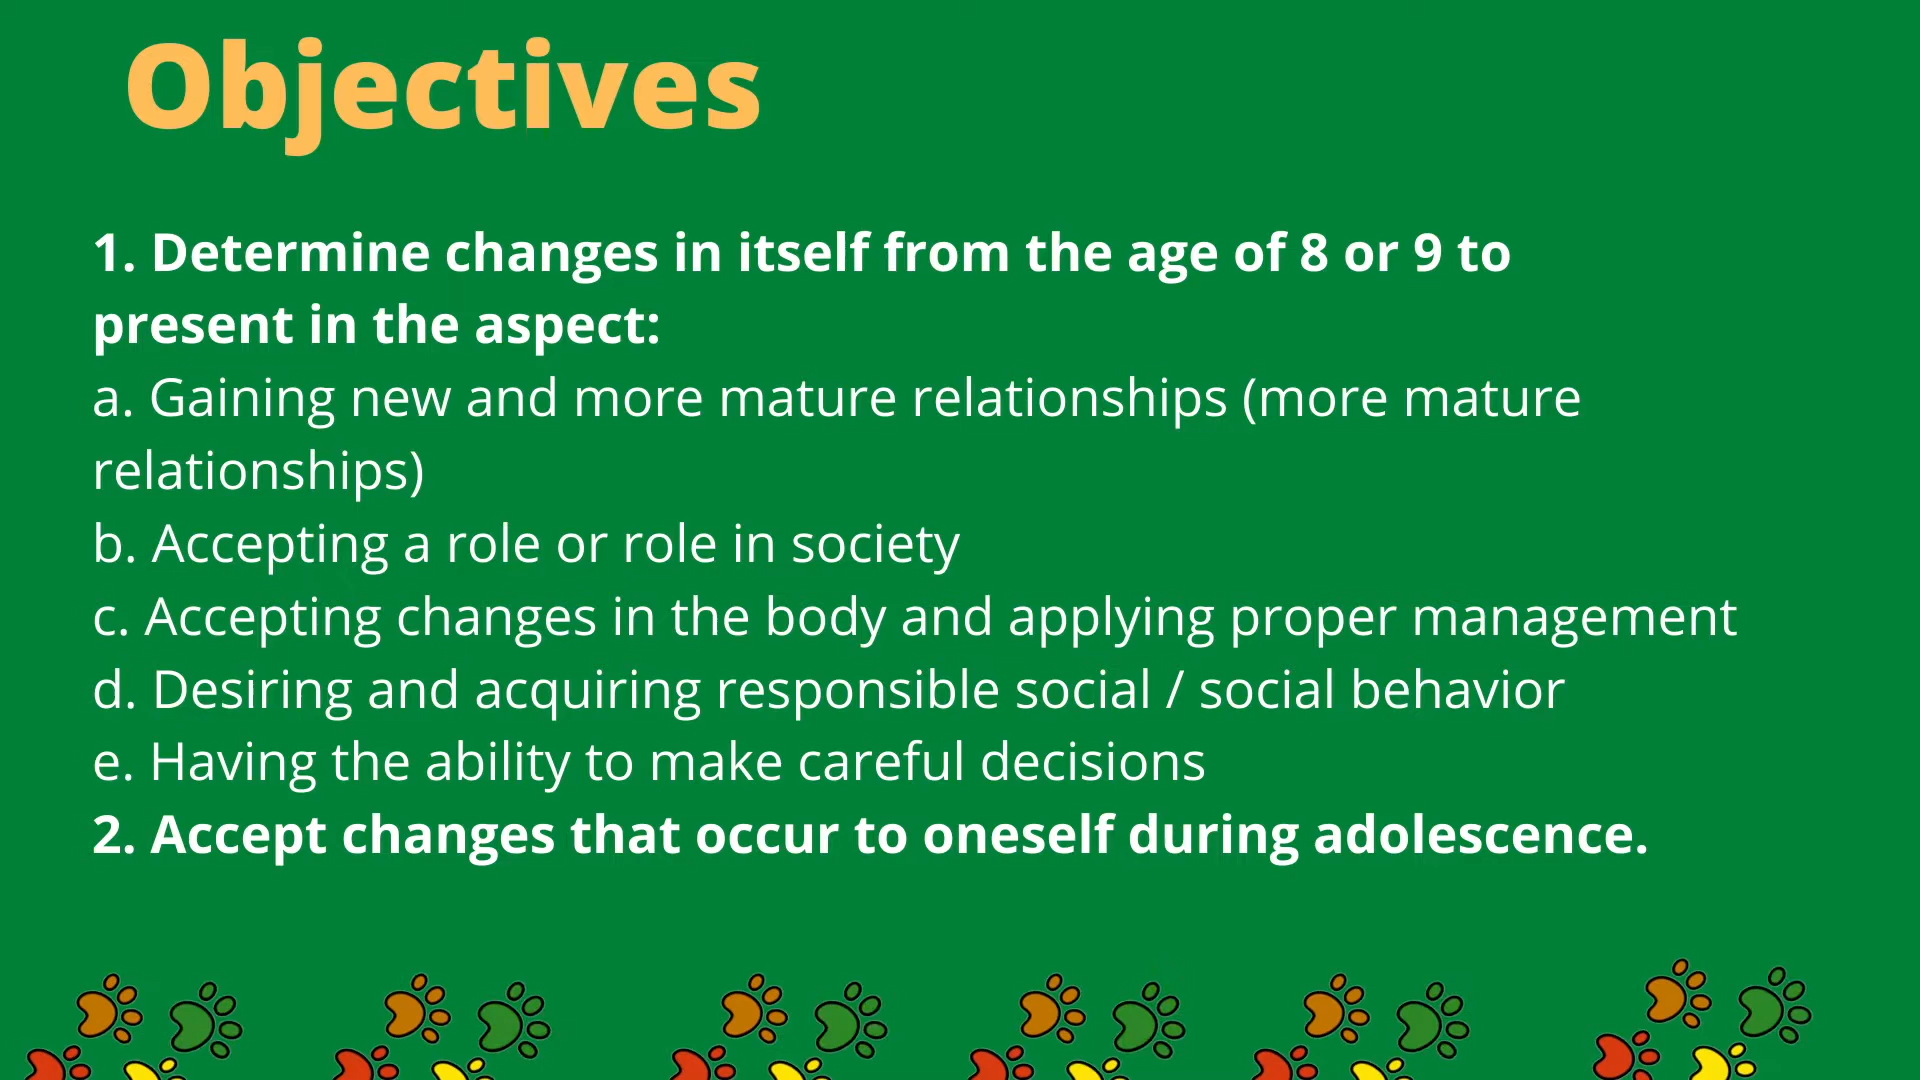 Objectives
1. Determine changes in itself from the age of 8 or 9 to
present in the aspect:
a. Gaining new and more mature relationships (more mature
relationships)
b. Accepting a role or role in society
c. Accepting changes in the body and applying proper management
d. Desiring and acquiring responsible social / social behavior
e. Having the ability to make careful decisions
2. Accept changes that occur to oneself during adolescence.